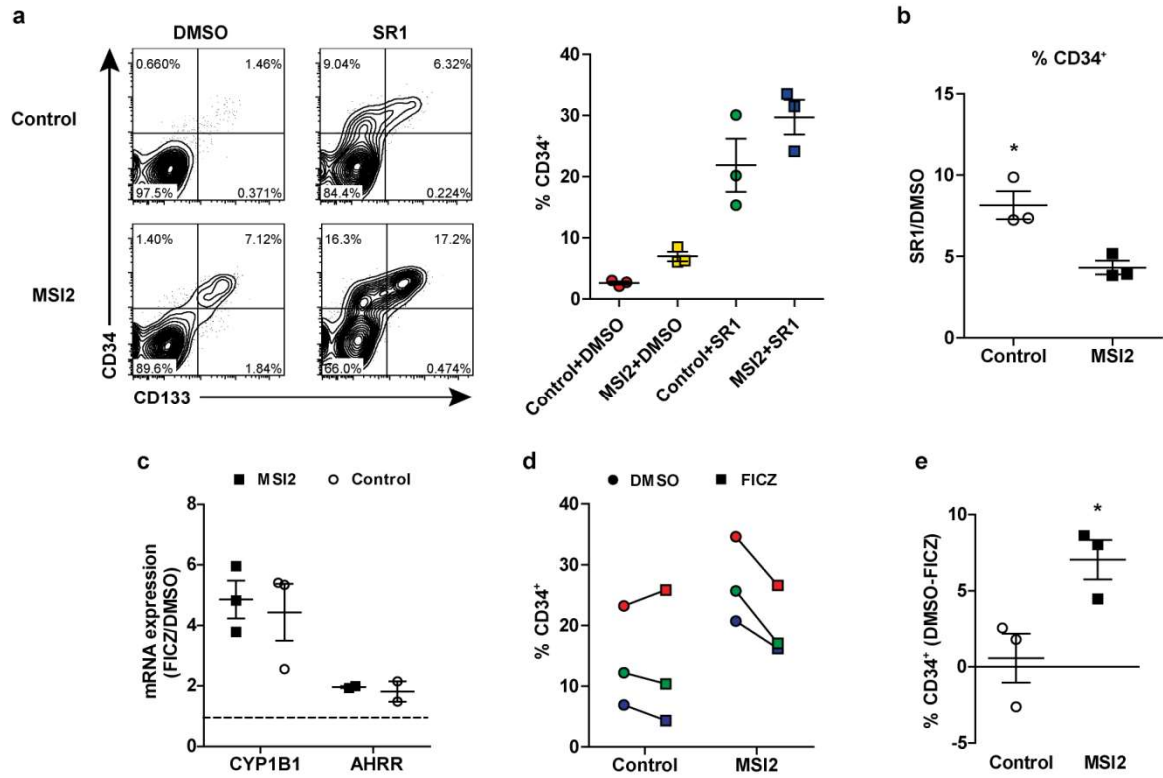 a
DMSO
SR1
Control
0.660%
1.46%
97.5%
0.371%
9.04%
6.32%
84.4%
0.224%
MSI2
1.40%
7.12%
89.6%
1.84%
16.3%
17.2%
66.0%
0.474%
CD34
CD133
% CD34⁺
40
30
20
10
0
Control+DMSO
MSI2+DMSO
Control+SR1
MSI2+SR1
b
% CD34⁺
SR1/DMSO
15
10
5
0
*
Control
MSI2
c
MSI2
Control
mRNA expression
(FICZ/DMSO)
8
6
4
2
0
CYP1B1
AHRR
d
DMSO
FICZ
% CD34⁺
40
30
20
10
0
Control
MSI2
e
% CD34⁺ (DMSO-FICZ)
10
5
0
-5
*
Control
MSI2